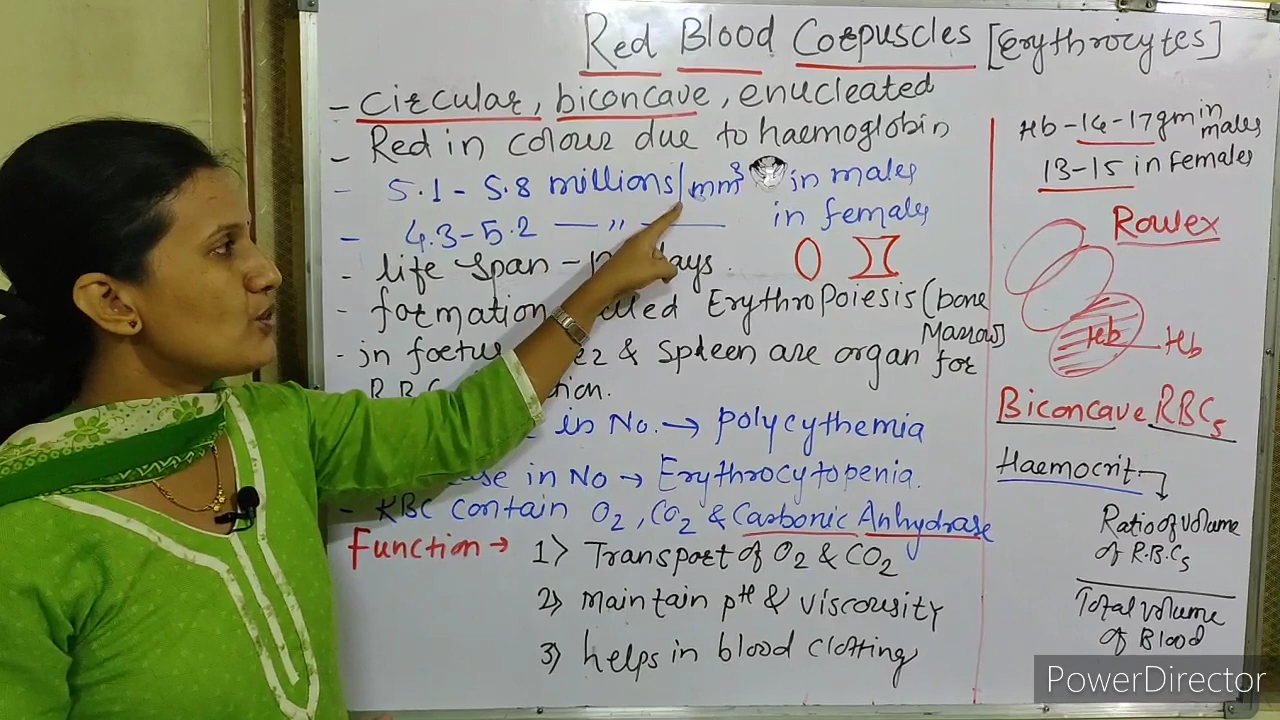 Red Blood Corpuscles [Erythrocytes]
- circular, biconcave, enucleated
- Red in colour due to haemoglobin
- 5.1 - 5.8 millions/mm³ in males
- 4.3-5.2 — 〃 — in females
- life span - days.
- formation Erythropoiesis (bone
Marrow)
- in foetus & spleen are organ for
R.B.C.
in No. → polycythemia
in No → Erythrocytopenia.
- RBC contain O₂, CO₂ & Carbonic Anhydrase
Function → 1) Transport of O₂ & CO₂
2) maintain pH & viscousity
3) helps in blood clotting
Hb - 14 - 17 gm in
males
13-15 in females
Rowex
Hb
Hb
Biconcave RBCs
Haemocrit
Ratio of volume
of R.B.Cs
Total volume
of Blood
PowerDirector